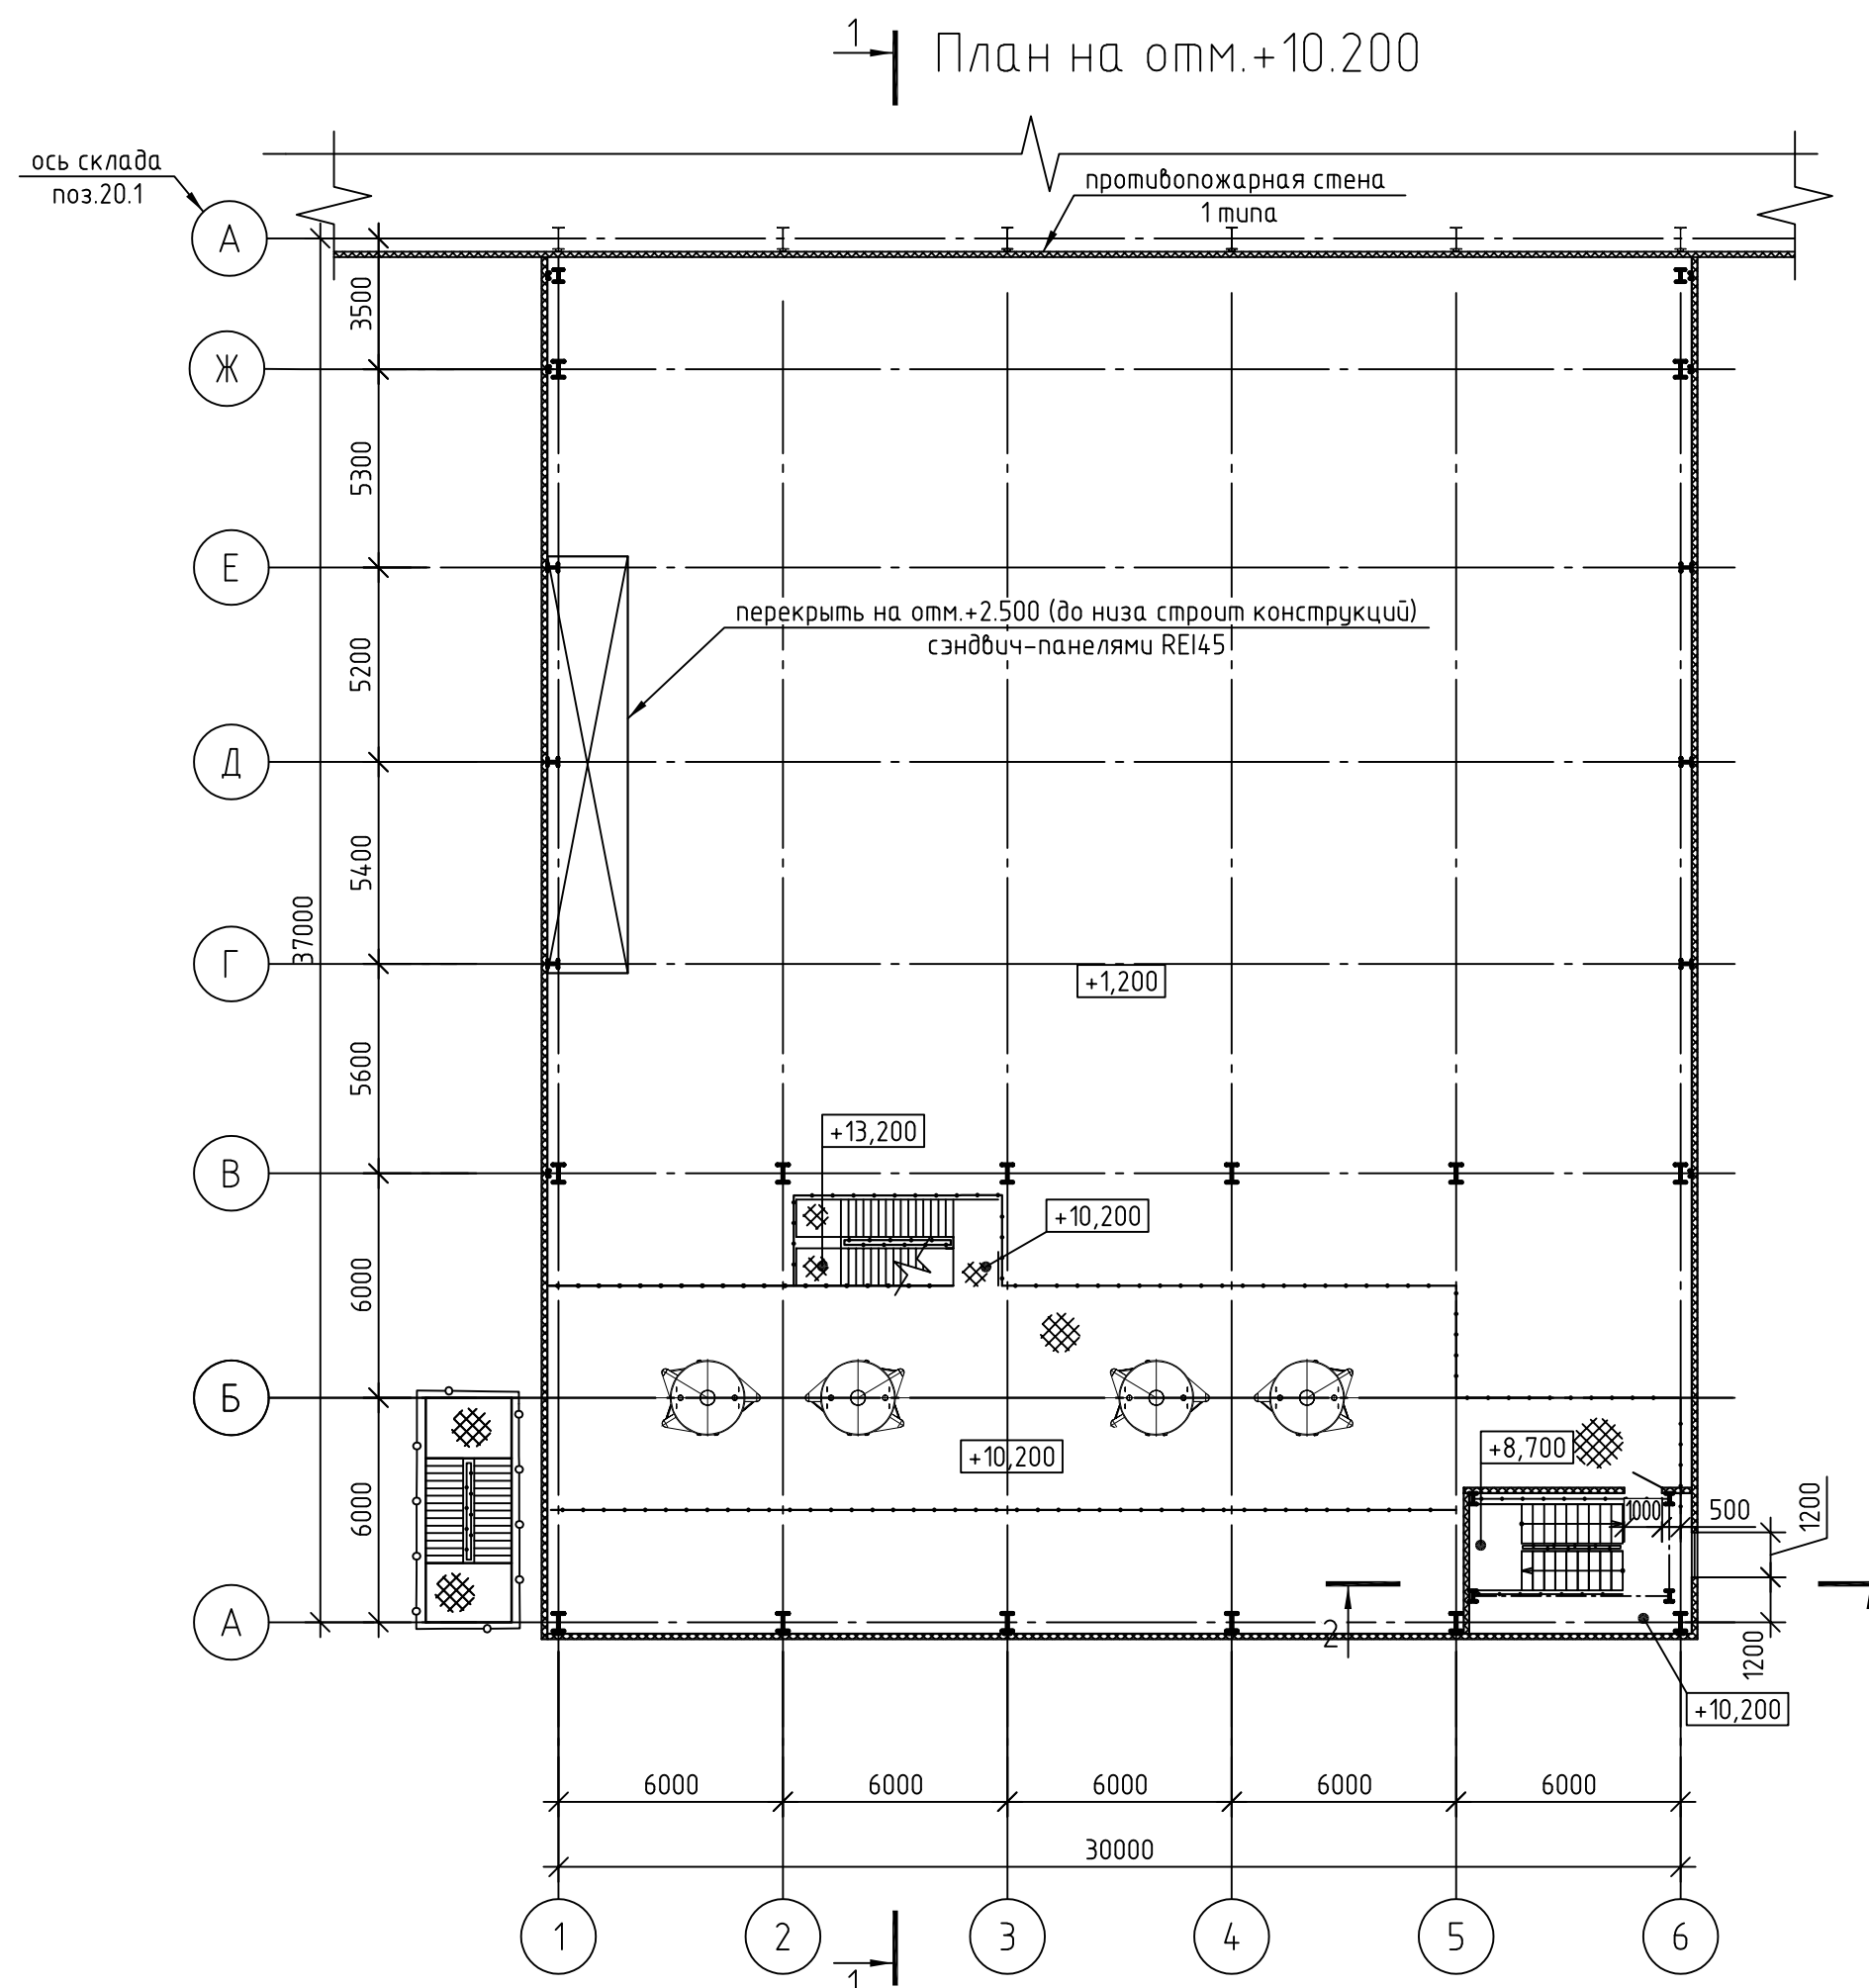 1
План на отм.+10.200
ось склада
поз.20.1
противопожарная стена
1 типа
А
3500
Ж
5300
Е
перекрыть на отм.+2.500 (до низа строит конструкций)
сэндвич-панелями REI45
5200
Д
5400
37000
Г
+1,200
5600
+13,200
В
+10,200
6000
Б
+10,200
+8,700
6000
1000
500
1200
А
2
1200
+10,200
6000
6000
6000
6000
6000
30000
1
2
3
4
5
6
1